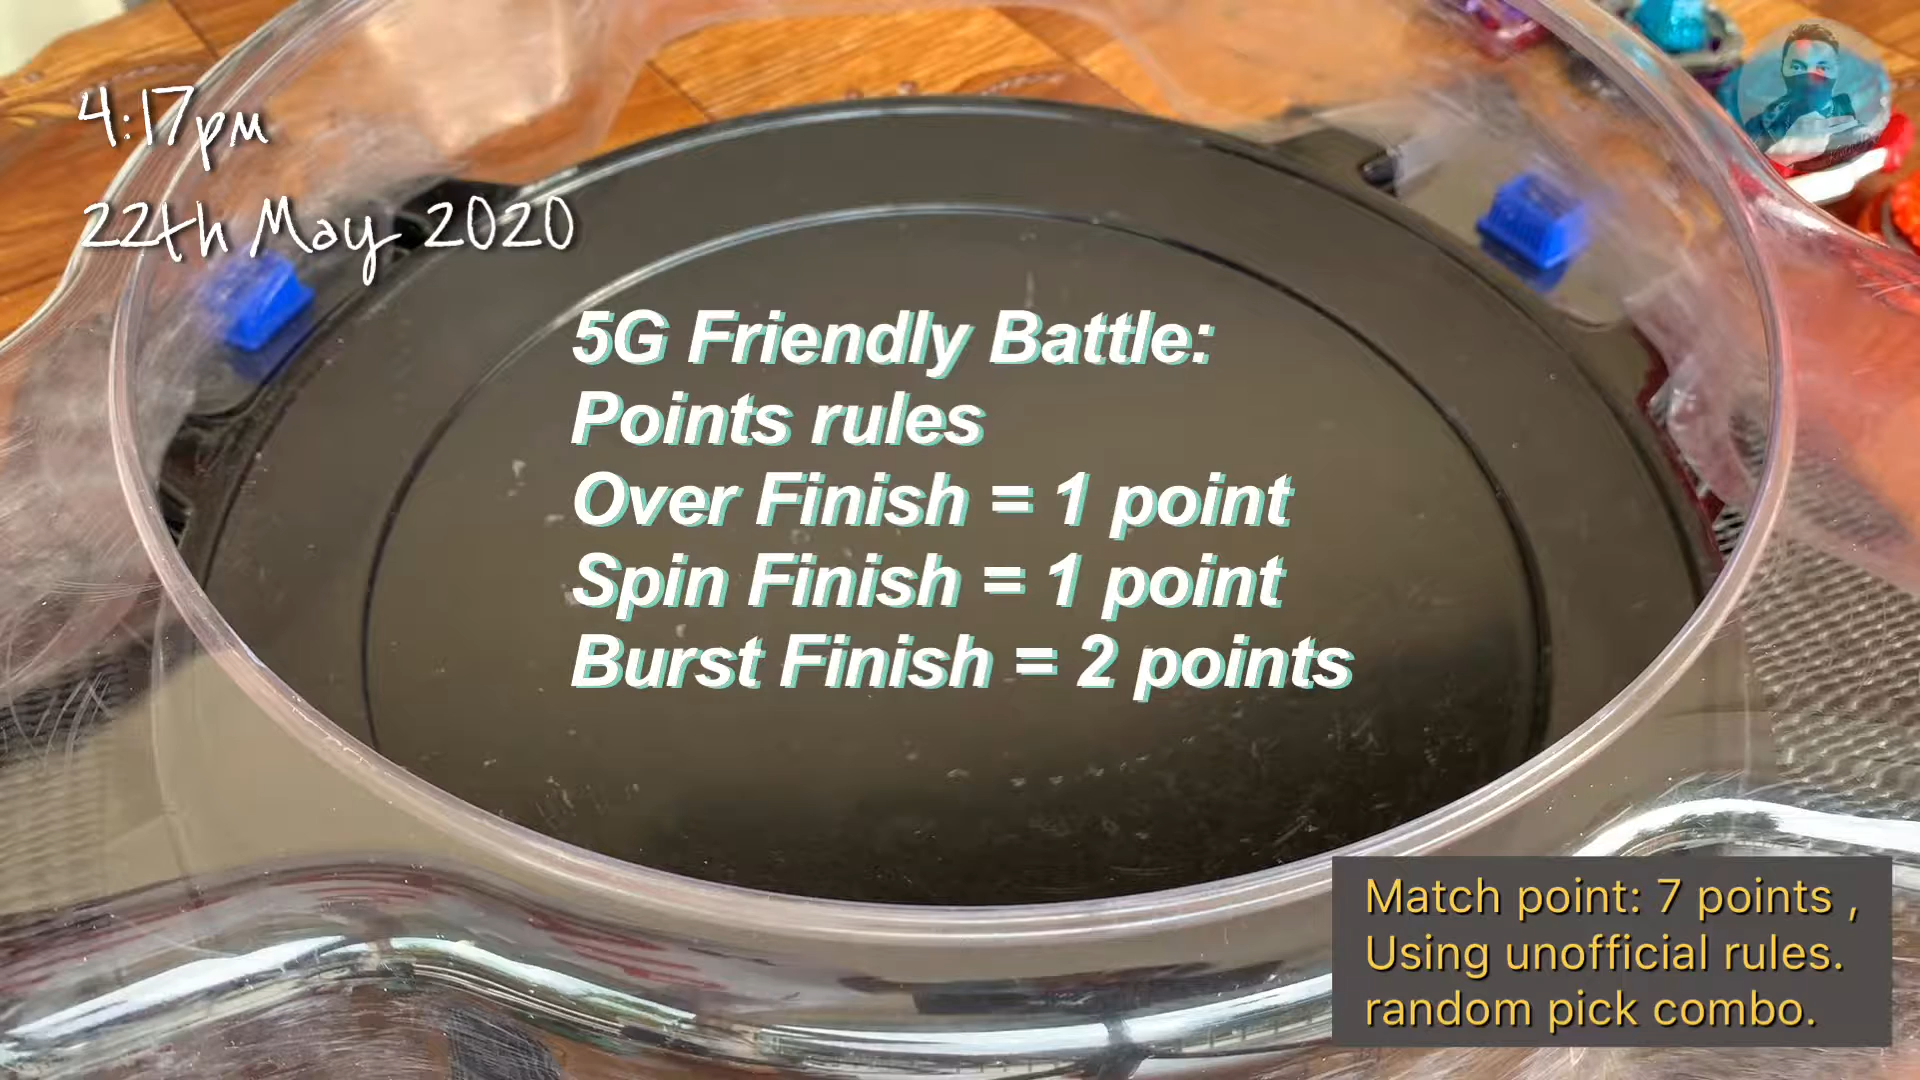 4:17pm
22th May 2020
5G Friendly Battle:
Points rules
Over Finish = 1 point
Spin Finish = 1 point
Burst Finish = 2 points
Match point: 7 points ,
Using unofficial rules.
random pick combo.